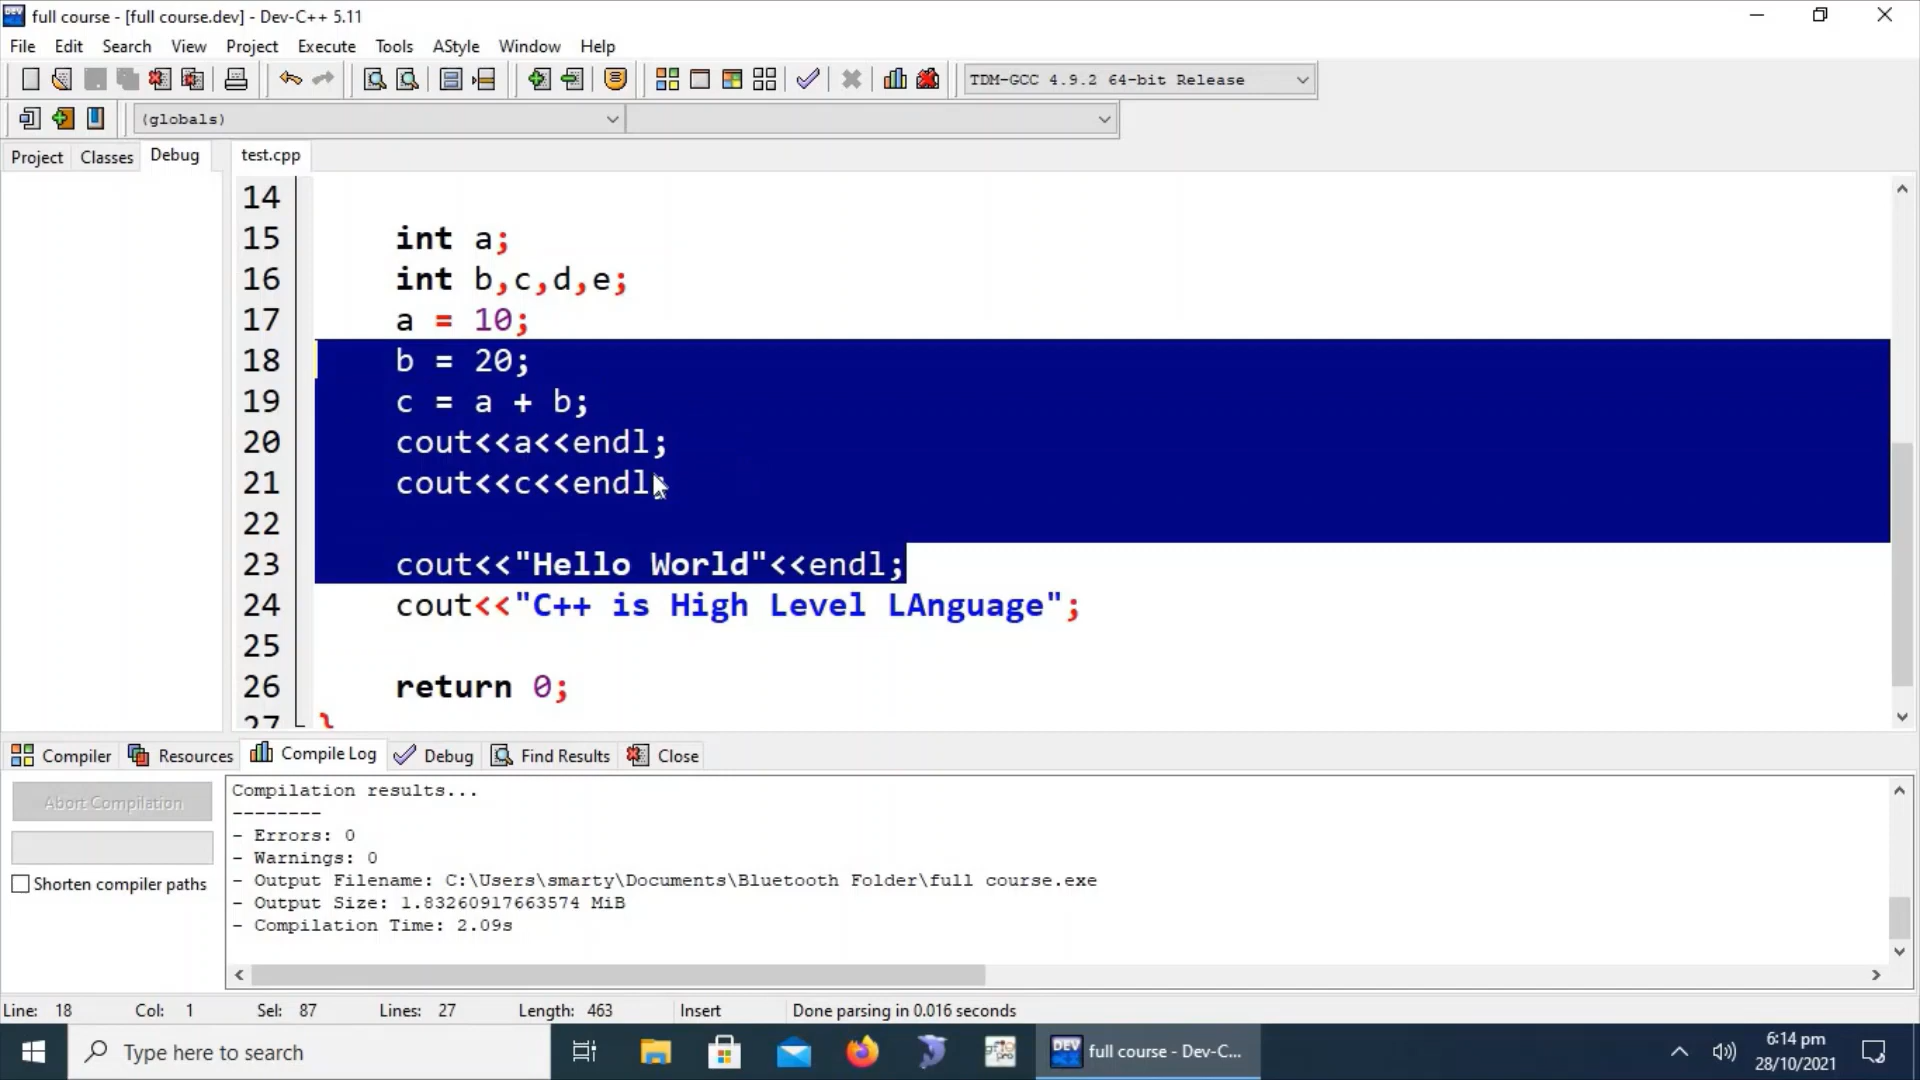 full course - [full course.dev] - Dev-C++ 5.11
File Edit Search View Project Execute Tools AStyle Window Help
TDM-GCC 4.9.2 64-bit Release
(globals)
Project Classes Debug test.cpp
14
15 int a;
16 int b,c,d,e;
17 a = 10;
18 b = 20;
19 c = a + b;
20 cout<<a<<endl;
21 cout<<c<<endl;
22
23 cout<<"Hello World"<<endl;
24 cout<<"C++ is High Level LAnguage";
25
26 return 0;
27 }
Compiler Resources Compile Log Debug Find Results Close
Abort Compilation
Shorten compiler paths
Compilation results...
--------
- Errors: 0
- Warnings: 0
- Output Filename: C:\Users\smarty\Documents\Bluetooth Folder\full course.exe
- Output Size: 1.83260917663574 MiB
- Compilation Time: 2.09s
Line: 18 Col: 1 Sel: 87 Lines: 27 Length: 463 Insert Done parsing in 0.016 seconds
Type here to search
DEV full course - Dev-C...
6:14 pm
28/10/2021